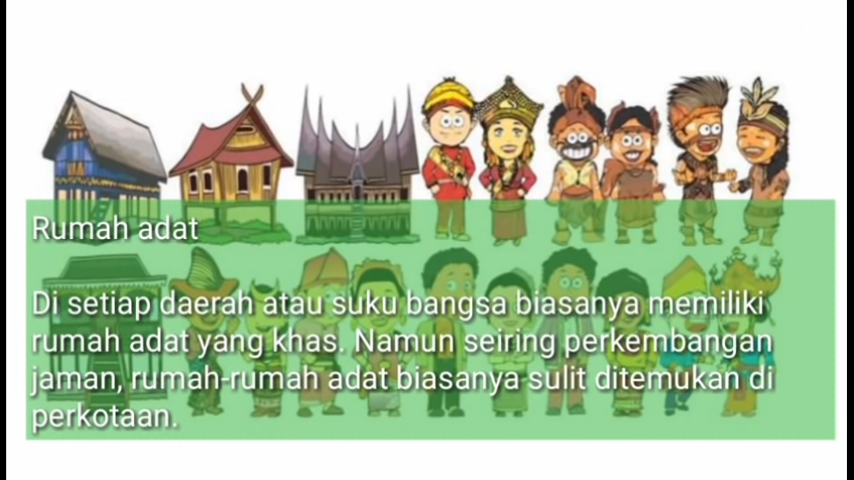 Rumah adat
Di setiap daerah atau suku bangsa biasanya memiliki
rumah adat yang khas. Namun seiring perkembangan
jaman, rumah-rumah adat biasanya sulit ditemukan di
perkotaan.